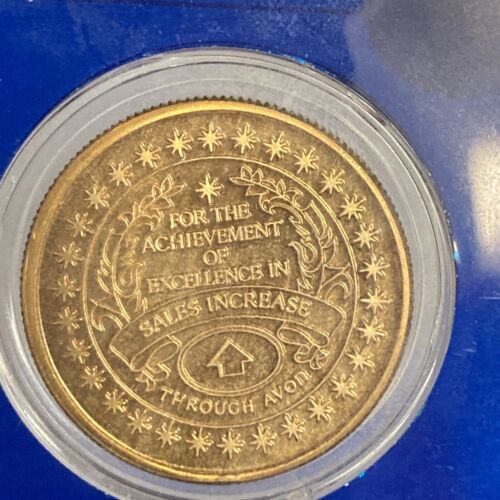 FOR THE
ACHIEVEMENT
OF
EXCELLENCE IN
SALES INCREASE
THROUGH AVON